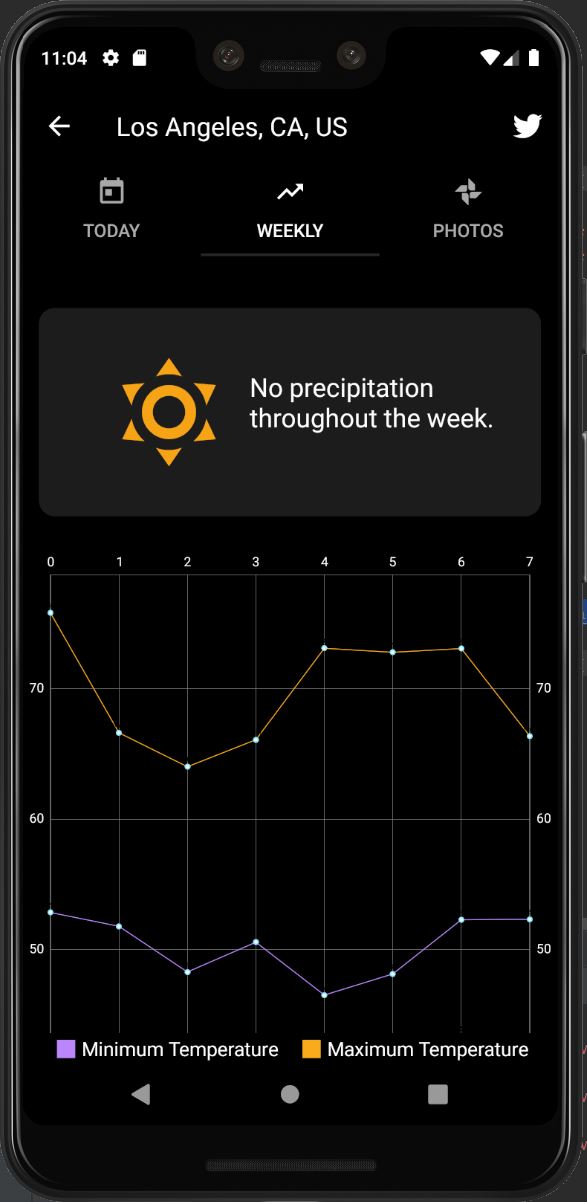 11:04
Los Angeles, CA, US
TODAY WEEKLY PHOTOS
No precipitation
throughout the week.
0 1 2 3 4 5 6 7
70 70
60 60
50 50
Minimum Temperature Maximum Temperature